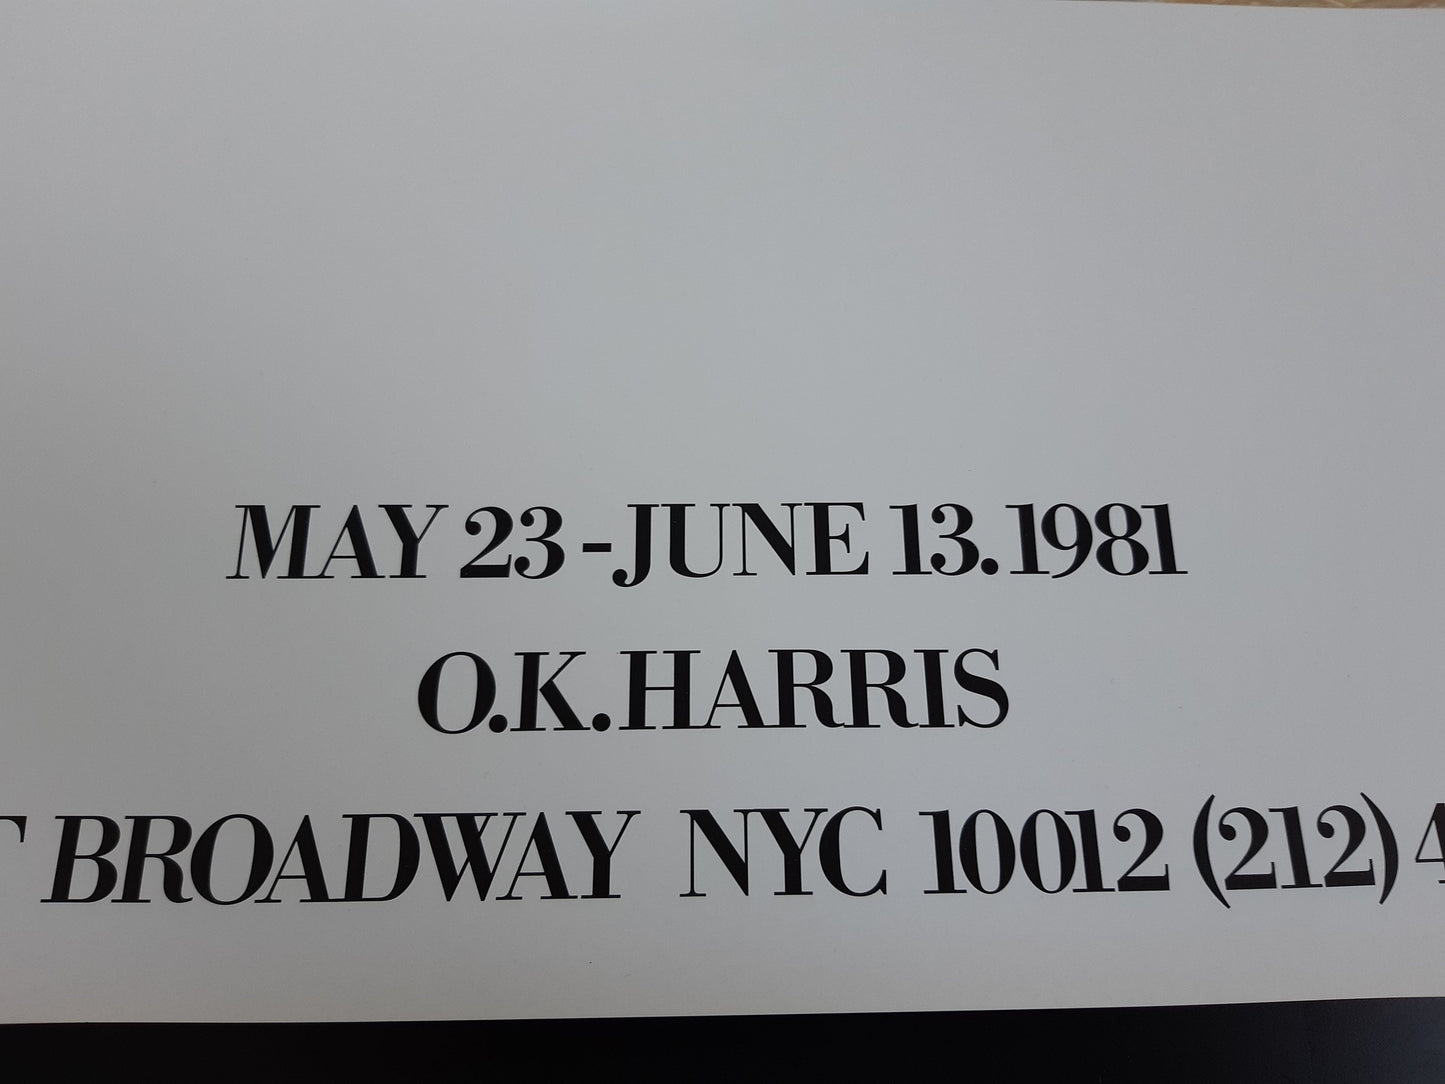 MAY 23-JUNE 13.1981
O.K.HARRIS
BROADWAY NYC 10012 (212)